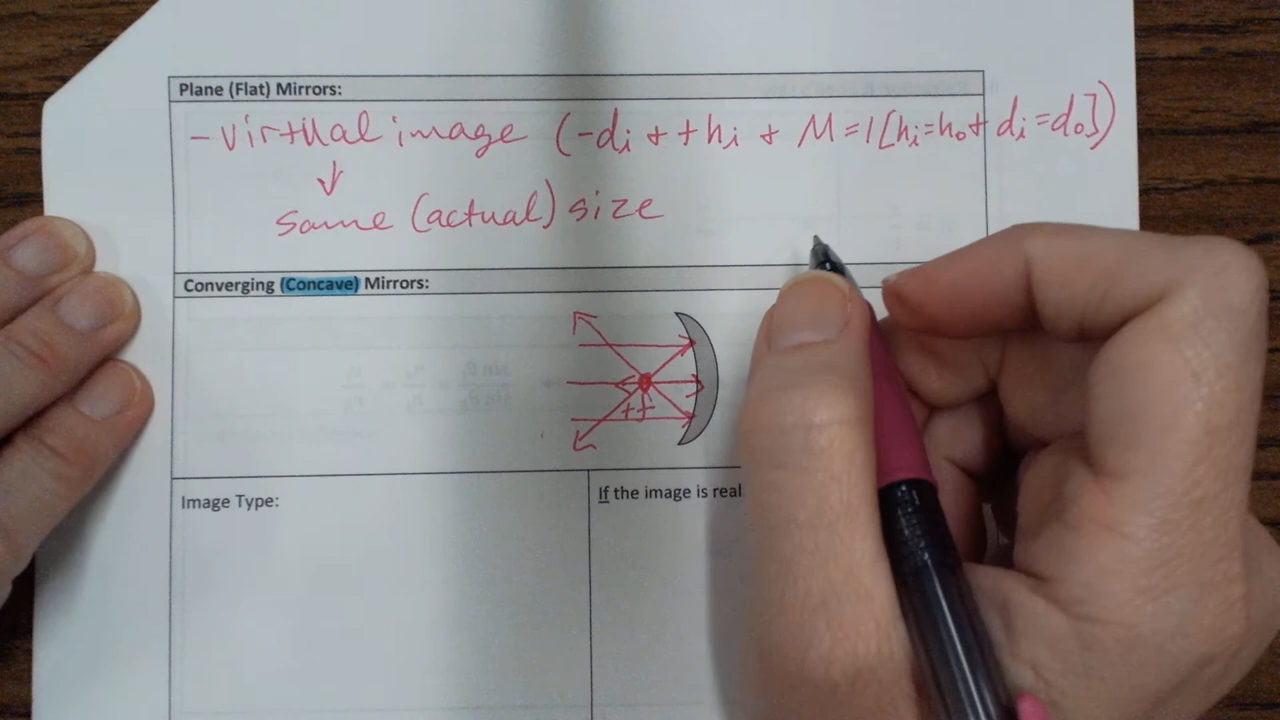 Plane (Flat) Mirrors:
- virtual image (-di + +hi + M=1[hi=ho+ di=do])
↓
same (actual) size
Converging (Concave) Mirrors:
+f
Image Type:
If the image is real